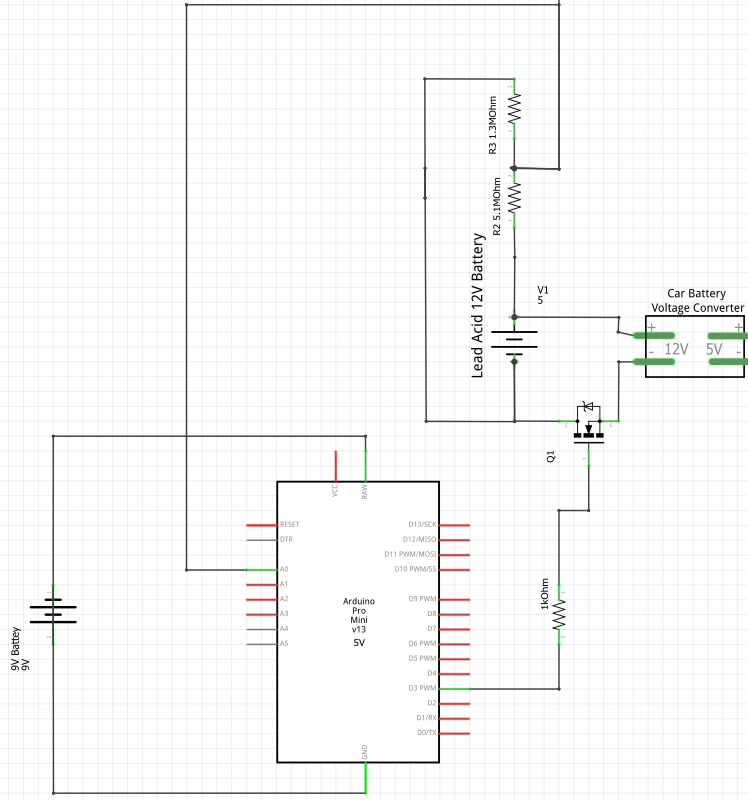 R3 1.3MOhm
R2 5.1MOhm
Lead Acid 12V Battery
V1
5
Car Battery
Voltage Converter
+ +
12V 5V
- -
Q1
VCC
RAW
RESET
DTR
A0
A1
A2
A3
A4
A5
D13/SCK
D12/MISO
D11 PWM/MOSI
D10 PWM/SS
D9 PWM
D8
D7
D6 PWM
D5 PWM
D4
D3 PWM
D2
D1/RX
D0/TX
Arduino
Pro
Mini
v13
5V
GND
1kOhm
9V Battey
9V